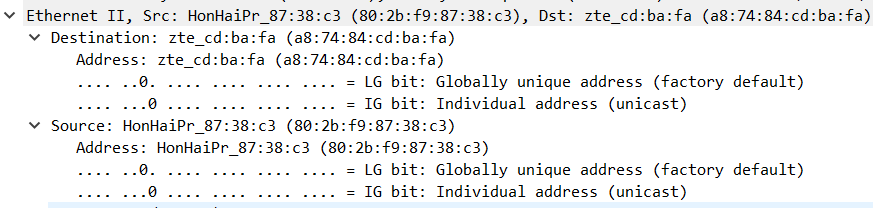 Ethernet II, Src: HonHaiPr_87:38:c3 (80:2b:f9:87:38:c3), Dst: zte_cd:ba:fa (a8:74:84:cd:ba:fa)
Destination: zte_cd:ba:fa (a8:74:84:cd:ba:fa)
Address: zte_cd:ba:fa (a8:74:84:cd:ba:fa)
.... ..0. .... .... .... .... = LG bit: Globally unique address (factory default)
.... ...0 .... .... .... .... = IG bit: Individual address (unicast)
Source: HonHaiPr_87:38:c3 (80:2b:f9:87:38:c3)
Address: HonHaiPr_87:38:c3 (80:2b:f9:87:38:c3)
.... ..0. .... .... .... .... = LG bit: Globally unique address (factory default)
.... ...0 .... .... .... .... = IG bit: Individual address (unicast)